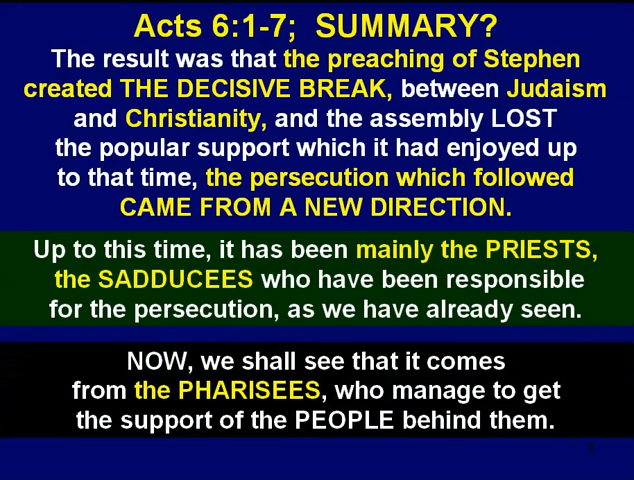 Acts 6:1-7; SUMMARY?
The result was that the preaching of Stephen
created THE DECISIVE BREAK, between Judaism
and Christianity, and the assembly LOST
the popular support which it had enjoyed up
to that time, the persecution which followed
CAME FROM A NEW DIRECTION.
Up to this time, it has been mainly the PRIESTS,
the SADDUCEES who have been responsible
for the persecution, as we have already seen.
NOW, we shall see that it comes
from the PHARISEES, who manage to get
the support of the PEOPLE behind them.